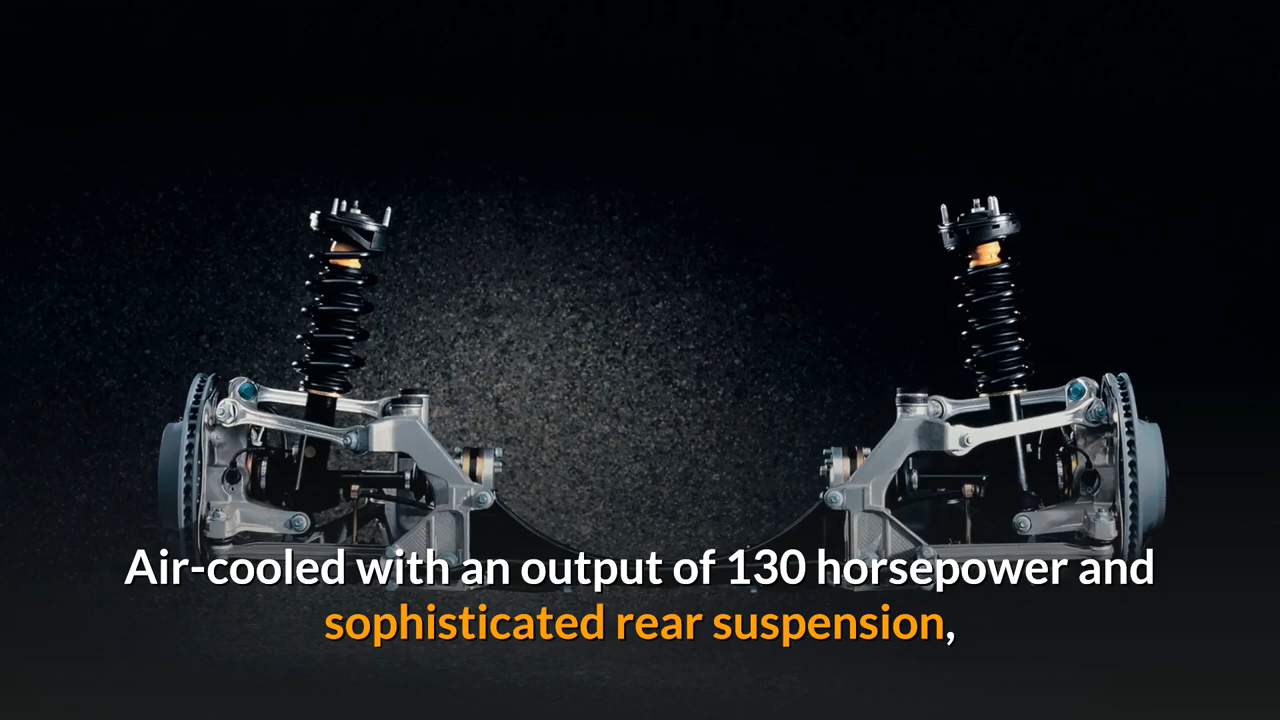 Air-cooled with an output of 130 horsepower and
sophisticated rear suspension,